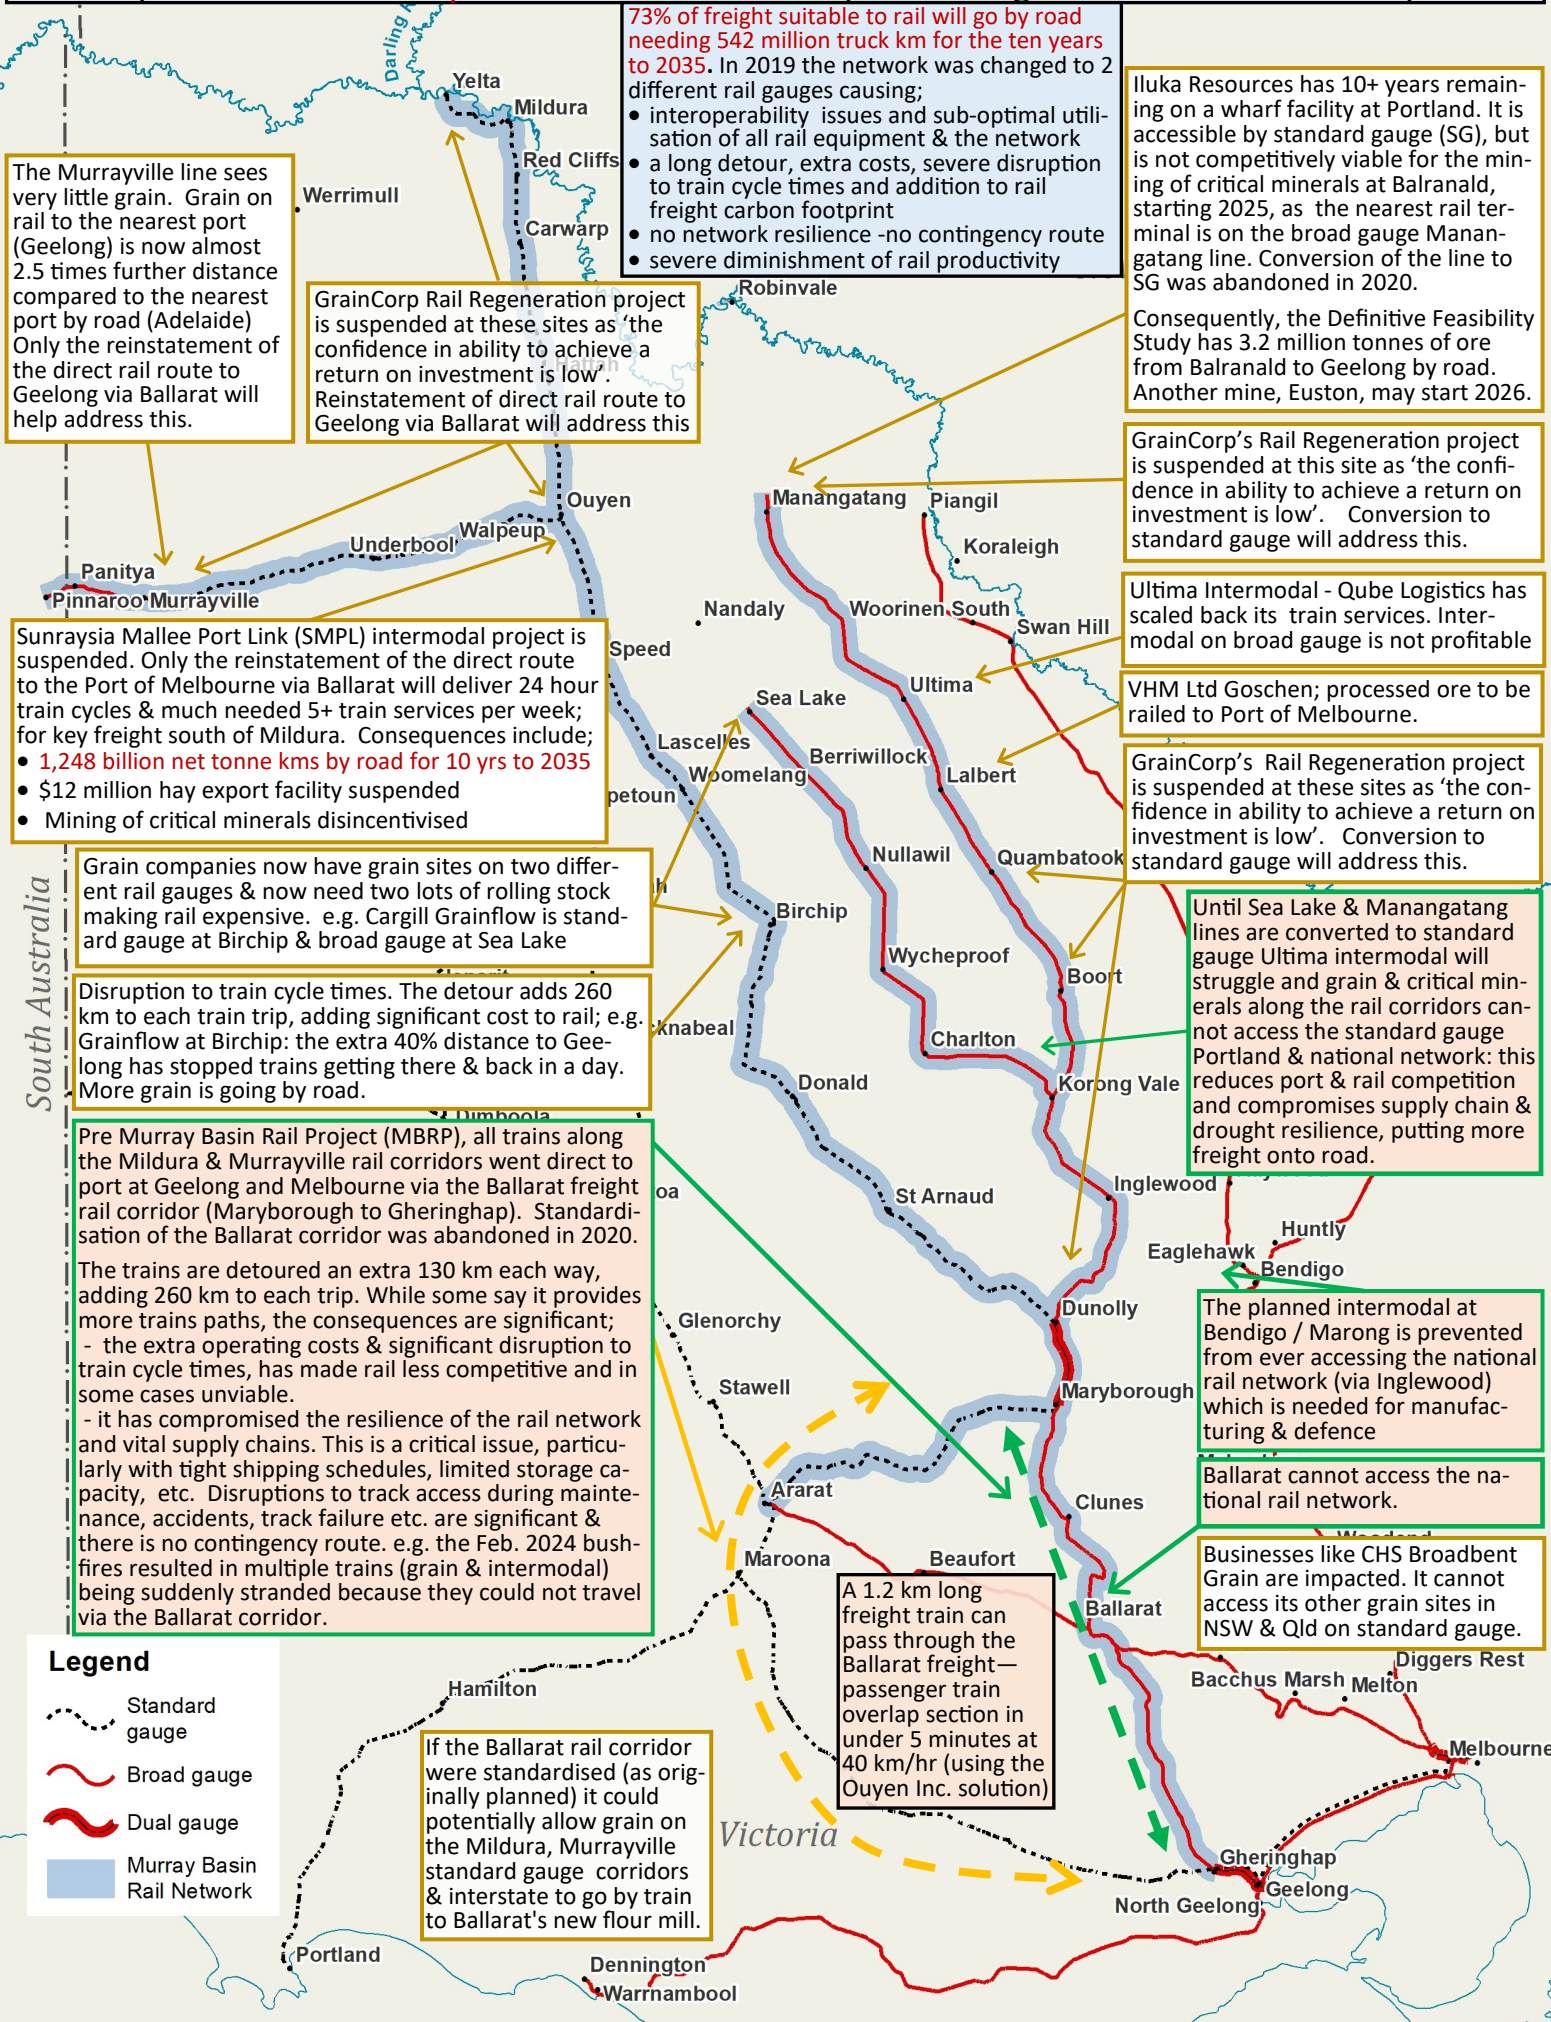 73% of freight suitable to rail will go by road
needing 542 million truck km for the ten years
to 2035. In 2019 the network was changed to 2
different rail gauges causing;
• interoperability issues and sub-optimal utili-
sation of all rail equipment & the network
• a long detour, extra costs, severe disruption
to train cycle times and addition to rail
freight carbon footprint
• no network resilience -no contingency route
• severe diminishment of rail productivity
Darling
Yelta
Mildura
Red Cliffs
Werrimull
Carwarp
Hattah
Robinvale
The Murrayville line sees
very little grain. Grain on
rail to the nearest port
(Geelong) is now almost
2.5 times further distance
compared to the nearest
port by road (Adelaide)
Only the reinstatement of
the direct rail route to
Geelong via Ballarat will
help address this.
GrainCorp Rail Regeneration project
is suspended at these sites as ‘the
confidence in ability to achieve a
return on investment is low’.
Reinstatement of direct rail route to
Geelong via Ballarat will address this
Iluka Resources has 10+ years remain-
ing on a wharf facility at Portland. It is
accessible by standard gauge (SG), but
is not competitively viable for the min-
ing of critical minerals at Balranald,
starting 2025, as the nearest rail ter-
minal is on the broad gauge Manan-
gatang line. Conversion of the line to
SG was abandoned in 2020.
Consequently, the Definitive Feasibility
Study has 3.2 million tonnes of ore
from Balranald to Geelong by road.
Another mine, Euston, may start 2026.
GrainCorp’s Rail Regeneration project
is suspended at this site as ‘the confi-
dence in ability to achieve a return on
investment is low’. Conversion to
standard gauge will address this.
Ouyen
Walpeup
Underbool
Panitya
Pinnaroo
Murrayville
Manangatang
Piangil
Koraleigh
Nandaly
Woorinen South
Swan Hill
Speed
Ultima
Sea Lake
Lascelles
Berriwillock
Woomelang
Lalbert
petoun
Nullawil
Quambatook
Ultima Intermodal - Qube Logistics has
scaled back its train services. Inter-
modal on broad gauge is not profitable
VHM Ltd Goschen; processed ore to be
railed to Port of Melbourne.
GrainCorp’s Rail Regeneration project
is suspended at these sites as ‘the con-
fidence in ability to achieve a return on
investment is low’. Conversion to
standard gauge will address this.
Sunraysia Mallee Port Link (SMPL) intermodal project is
suspended. Only the reinstatement of the direct route
to the Port of Melbourne via Ballarat will deliver 24 hour
train cycles & much needed 5+ train services per week;
for key freight south of Mildura. Consequences include;
• 1,248 billion net tonne kms by road for 10 yrs to 2035
• $12 million hay export facility suspended
• Mining of critical minerals disincentivised
Grain companies now have grain sites on two differ-
ent rail gauges & now need two lots of rolling stock
making rail expensive. e.g. Cargill Grainflow is stand-
ard gauge at Birchip & broad gauge at Sea Lake
Birchip
Wycheproof
Boort
Charlton
Korong Vale
Donald
knabeal
Dimboola
South Australia
Disruption to train cycle times. The detour adds 260
km to each train trip, adding significant cost to rail; e.g.
Grainflow at Birchip: the extra 40% distance to Gee-
long has stopped trains getting there & back in a day.
More grain is going by road.
Until Sea Lake & Manangatang
lines are converted to standard
gauge Ultima intermodal will
struggle and grain & critical min-
erals along the rail corridors can-
not access the standard gauge
Portland & national network: this
reduces port & rail competition
and compromises supply chain &
drought resilience, putting more
freight onto road.
Pre Murray Basin Rail Project (MBRP), all trains along
the Mildura & Murrayville rail corridors went direct to
port at Geelong and Melbourne via the Ballarat freight
rail corridor (Maryborough to Gheringhap). Standardi-
sation of the Ballarat corridor was abandoned in 2020.
The trains are detoured an extra 130 km each way,
adding 260 km to each trip. While some say it provides
more trains paths, the consequences are significant;
- the extra operating costs & significant disruption to
train cycle times, has made rail less competitive and in
some cases unviable.
- it has compromised the resilience of the rail network
and vital supply chains. This is a critical issue, particu-
larly with tight shipping schedules, limited storage ca-
pacity, etc. Disruptions to track access during mainte-
nance, accidents, track failure etc. are significant &
there is no contingency route. e.g. the Feb. 2024 bush-
fires resulted in multiple trains (grain & intermodal)
being suddenly stranded because they could not travel
via the Ballarat corridor.
oa
St Arnaud
Inglewood
Huntly
Eaglehawk
Bendigo
Dunolly
Glenorchy
Stawell
Maryborough
Ararat
Clunes
Maroona
Beaufort
Ballarat
The planned intermodal at
Bendigo / Marong is prevented
from ever accessing the national
rail network (via Inglewood)
which is needed for manufac-
turing & defence
Ballarat cannot access the na-
tional rail network.
Businesses like CHS Broadbent
Grain are impacted. It cannot
access its other grain sites in
NSW & Qld on standard gauge.
A 1.2 km long
freight train can
pass through the
Ballarat freight—
passenger train
overlap section in
under 5 minutes at
40 km/hr (using the
Ouyen Inc. solution)
Diggers Rest
Bacchus Marsh
Melton
Melbourne
Hamilton
Victoria
Gheringhap
Geelong
North Geelong
Portland
Dennington
Warrnambool
If the Ballarat rail corridor
were standardised (as orig-
inally planned) it could
potentially allow grain on
the Mildura, Murrayville
standard gauge corridors
& interstate to go by train
to Ballarat's new flour mill.
Legend
Standard
gauge
Broad gauge
Dual gauge
Murray Basin
Rail Network